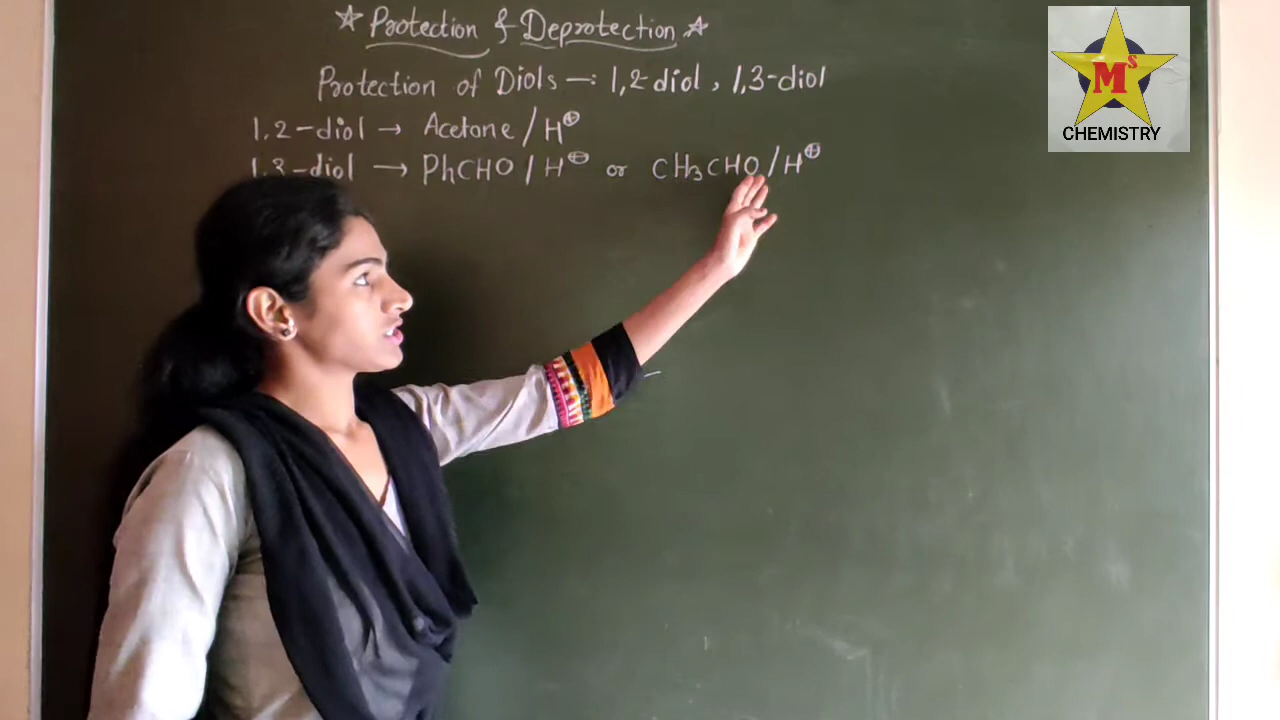 ☆ Protection & Deprotection ☆
Protection of Diols —: 1,2 diol, 1,3-diol
1,2-diol → Acetone/H⊕
1,3-diol → PhCHO/H⊕ or CH₃CHO/H⊕
Mˢ
CHEMISTRY